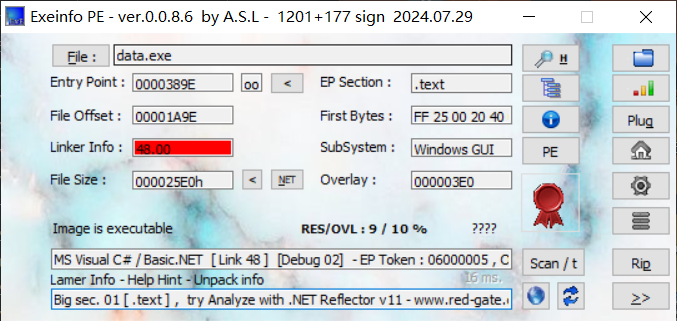 Exeinfo PE - ver.0.0.8.6 by A.S.L - 1201+177 sign 2024.07.29
File : data.exe H
Entry Point : 0000389E oo < EP Section : .text
File Offset : 00001A9E First Bytes : FF 25 00 20 40 Plug
Linker Info : 48.00 SubSystem : Windows GUI PE
File Size : 000025E0h < NET Overlay : 000003E0
Image is executable RES/OVL : 9 / 10 % ????
MS Visual C# / Basic.NET [ Link 48 ] [Debug 02] - EP Token : 06000005 , Scan / t Rip
Lamer Info - Help Hint - Unpack info 16 ms.
Big sec. 01 [ .text ] , try Analyze with .NET Reflector v11 - www.red-gate. >>